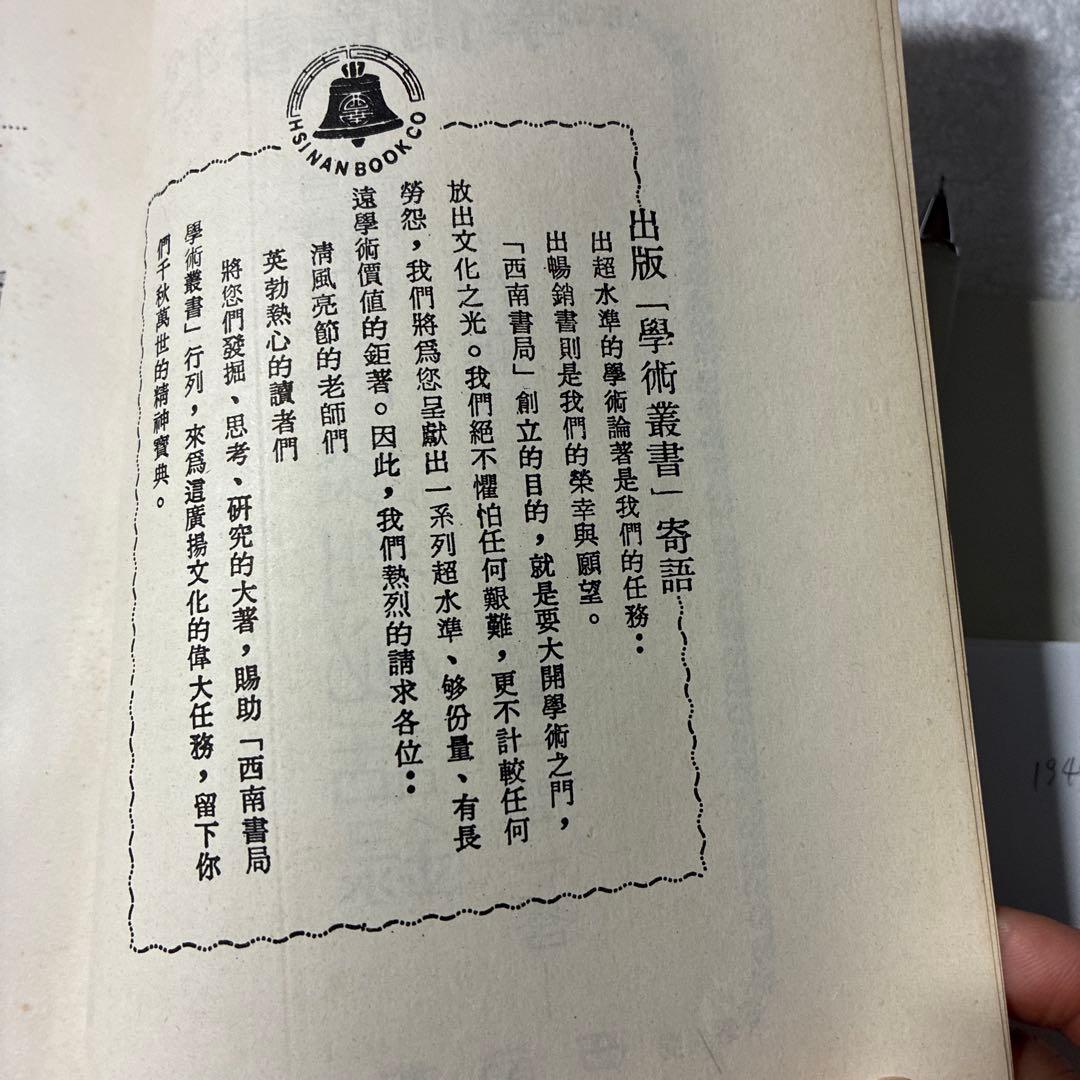 HSINAN BOOK CO
出版「學術叢書」寄語
出超水準的學術論著是我們的任務：
出暢銷書則是我們的榮幸與願望。
「西南書局」創立的目的，就是要大開學術之門，
放出文化之光。我們絕不懼怕任何艱難，更不計較任何
勞怨，我們將爲您呈獻出一系列超水準、够份量、有長
遠學術價值的鉅著。因此，我們熱烈的請求各位：
清風亮節的老師們
英勃熱心的讀者們
將您們發掘、思考、研究的大著，賜助「西南書局
學術叢書」行列，來爲這廣揚文化的偉大任務，留下你
們千秋萬世的精神寶典。
194